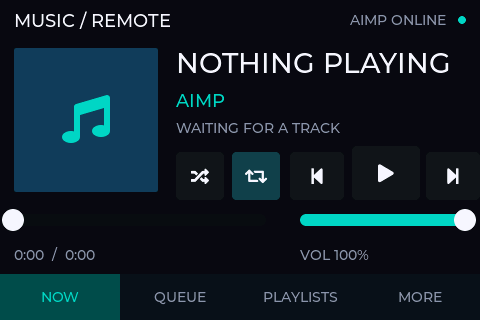 MUSIC / REMOTE
AIMP ONLINE
NOTHING PLAYING
AIMP
WAITING FOR A TRACK
0:00 / 0:00
VOL 100%
NOW
QUEUE
PLAYLISTS
MORE